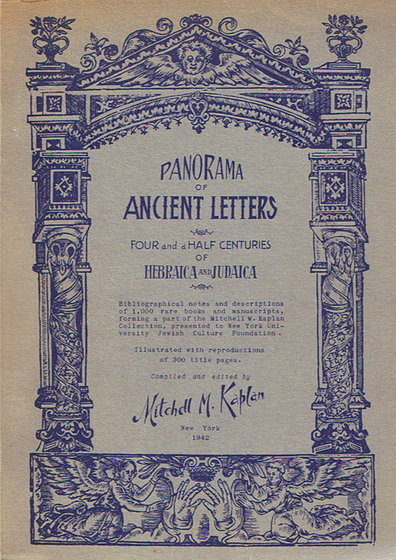 PANORAMA
OF
ANCIENT LETTERS
FOUR and a HALF CENTURIES
OF
HEBRAICA AND JUDAICA
Bibliographical notes and descriptions
of 1,000 rare books and manuscripts,
forming a part of the Mitchell M. Kaplan
Collection, presented to New York Uni-
versity Jewish Culture Foundation.
Illustrated with reproductions
of 300 title pages.
Compiled and edited by
Mitchell M. Kaplan
New York
1942